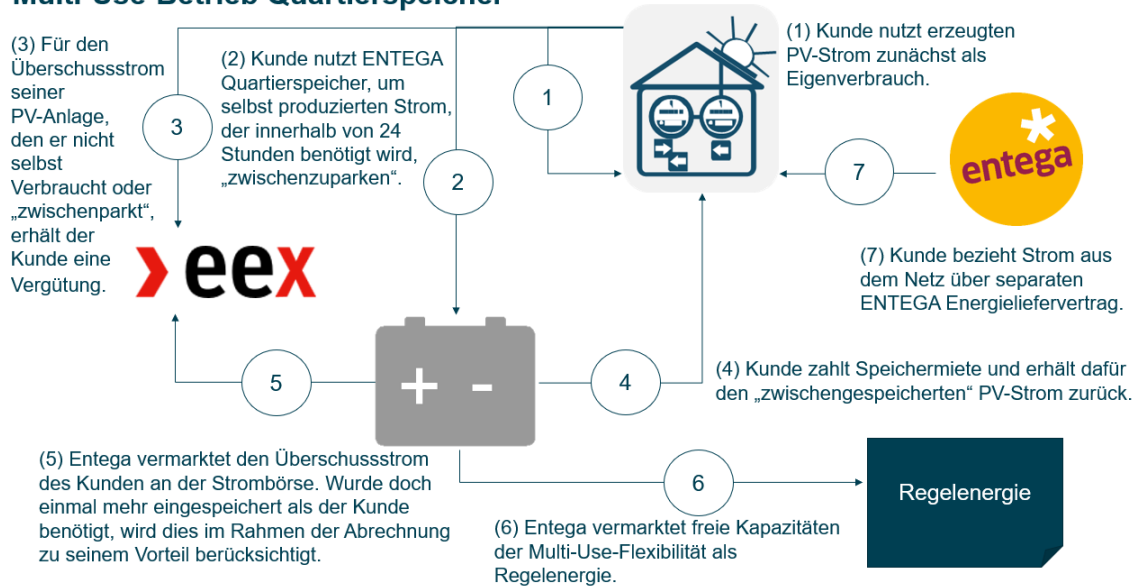 Multi-Use-Betrieb Quartierspeicher
(3) Für den
Überschussstrom
seiner
PV-Anlage,
den er nicht
selbst
Verbraucht oder
„zwischenparkt“,
erhält der
Kunde eine
Vergütung.
3
(2) Kunde nutzt ENTEGA
Quartierspeicher, um
selbst produzierten Strom,
der innerhalb von 24
Stunden benötigt wird,
„zwischenzuparken“.
2
1
(1) Kunde nutzt erzeugten
PV-Strom zunächst als
Eigenverbrauch.
7
entega
(7) Kunde bezieht Strom aus
dem Netz über separaten
ENTEGA Energieliefervertrag.
eex
5
+ -
4
(4) Kunde zahlt Speichermiete und erhält dafür
den „zwischengespeicherten“ PV-Strom zurück.
(5) Entega vermarktet den Überschussstrom
des Kunden an der Strombörse. Wurde doch
einmal mehr eingespeichert als der Kunde
benötigt, wird dies im Rahmen der Abrechnung
zu seinem Vorteil berücksichtigt.
6
(6) Entega vermarktet freie Kapazitäten
der Multi-Use-Flexibilität als
Regelenergie.
Regelenergie